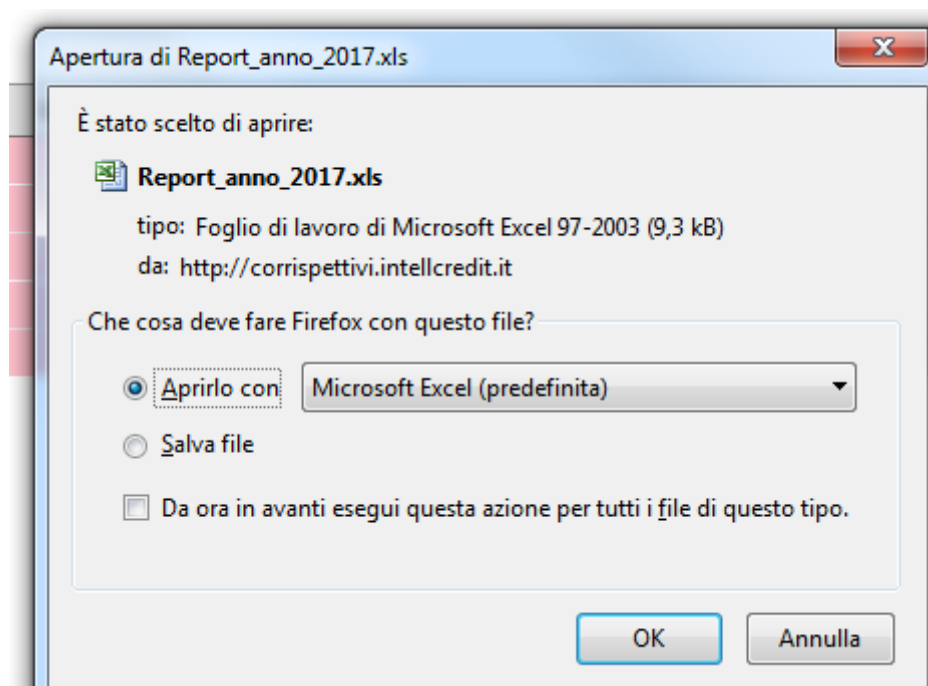 Apertura di Report_anno_2017.xls
È stato scelto di aprire:
Report_anno_2017.xls
tipo: Foglio di lavoro di Microsoft Excel 97-2003 (9,3 kB)
da: http://corrispettivi.intellcredit.it
Che cosa deve fare Firefox con questo file?
Aprirlo con Microsoft Excel (predefinita)
Salva file
Da ora in avanti esegui questa azione per tutti i file di questo tipo.
OK Annulla